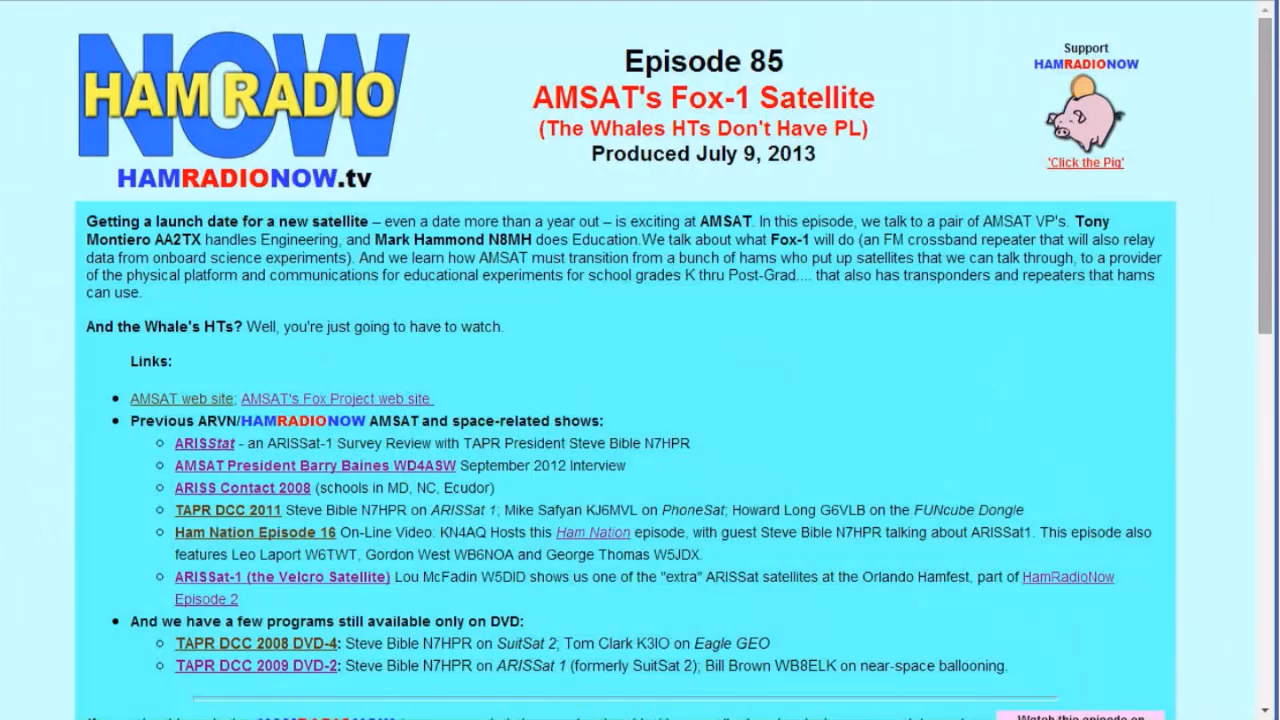 NOW
HAM RADIO
HAMRADIONOW.tv
Episode 85
AMSAT's Fox-1 Satellite
(The Whales HTs Don't Have PL)
Produced July 9, 2013
Support
HAMRADIONOW
'Click the Pig'
Getting a launch date for a new satellite – even a date more than a year out – is exciting at AMSAT. In this episode, we talk to a pair of AMSAT VP's. Tony
Montiero AA2TX handles Engineering, and Mark Hammond N8MH does Education.We talk about what Fox-1 will do (an FM crossband repeater that will also relay
data from onboard science experiments). And we learn how AMSAT must transition from a bunch of hams who put up satellites that we can talk through, to a provider
of the physical platform and communications for educational experiments for school grades K thru Post-Grad.... that also has transponders and repeaters that hams
can use.
And the Whale's HTs? Well, you're just going to have to watch.
Links:
AMSAT web site; AMSAT's Fox Project web site
Previous ARVN/HAMRADIONOW AMSAT and space-related shows:
ARISStat - an ARISSat-1 Survey Review with TAPR President Steve Bible N7HPR
AMSAT President Barry Baines WD4ASW September 2012 Interview
ARISS Contact 2008 (schools in MD, NC, Ecudor)
TAPR DCC 2011 Steve Bible N7HPR on ARISSat 1; Mike Safyan KJ6MVL on PhoneSat; Howard Long G6VLB on the FUNcube Dongle
Ham Nation Episode 16 On-Line Video: KN4AQ Hosts this Ham Nation episode, with guest Steve Bible N7HPR talking about ARISSat1. This episode also
features Leo Laport W6TWT, Gordon West WB6NOA and George Thomas W5JDX.
ARISSat-1 (the Velcro Satellite) Lou McFadin W5DID shows us one of the "extra" ARISSat satellites at the Orlando Hamfest, part of HamRadioNow
Episode 2
And we have a few programs still available only on DVD:
TAPR DCC 2008 DVD-4: Steve Bible N7HPR on SuitSat 2; Tom Clark K3IO on Eagle GEO
TAPR DCC 2009 DVD-2: Steve Bible N7HPR on ARISSat 1 (formerly SuitSat 2); Bill Brown WB8ELK on near-space ballooning.
Watch this episode on